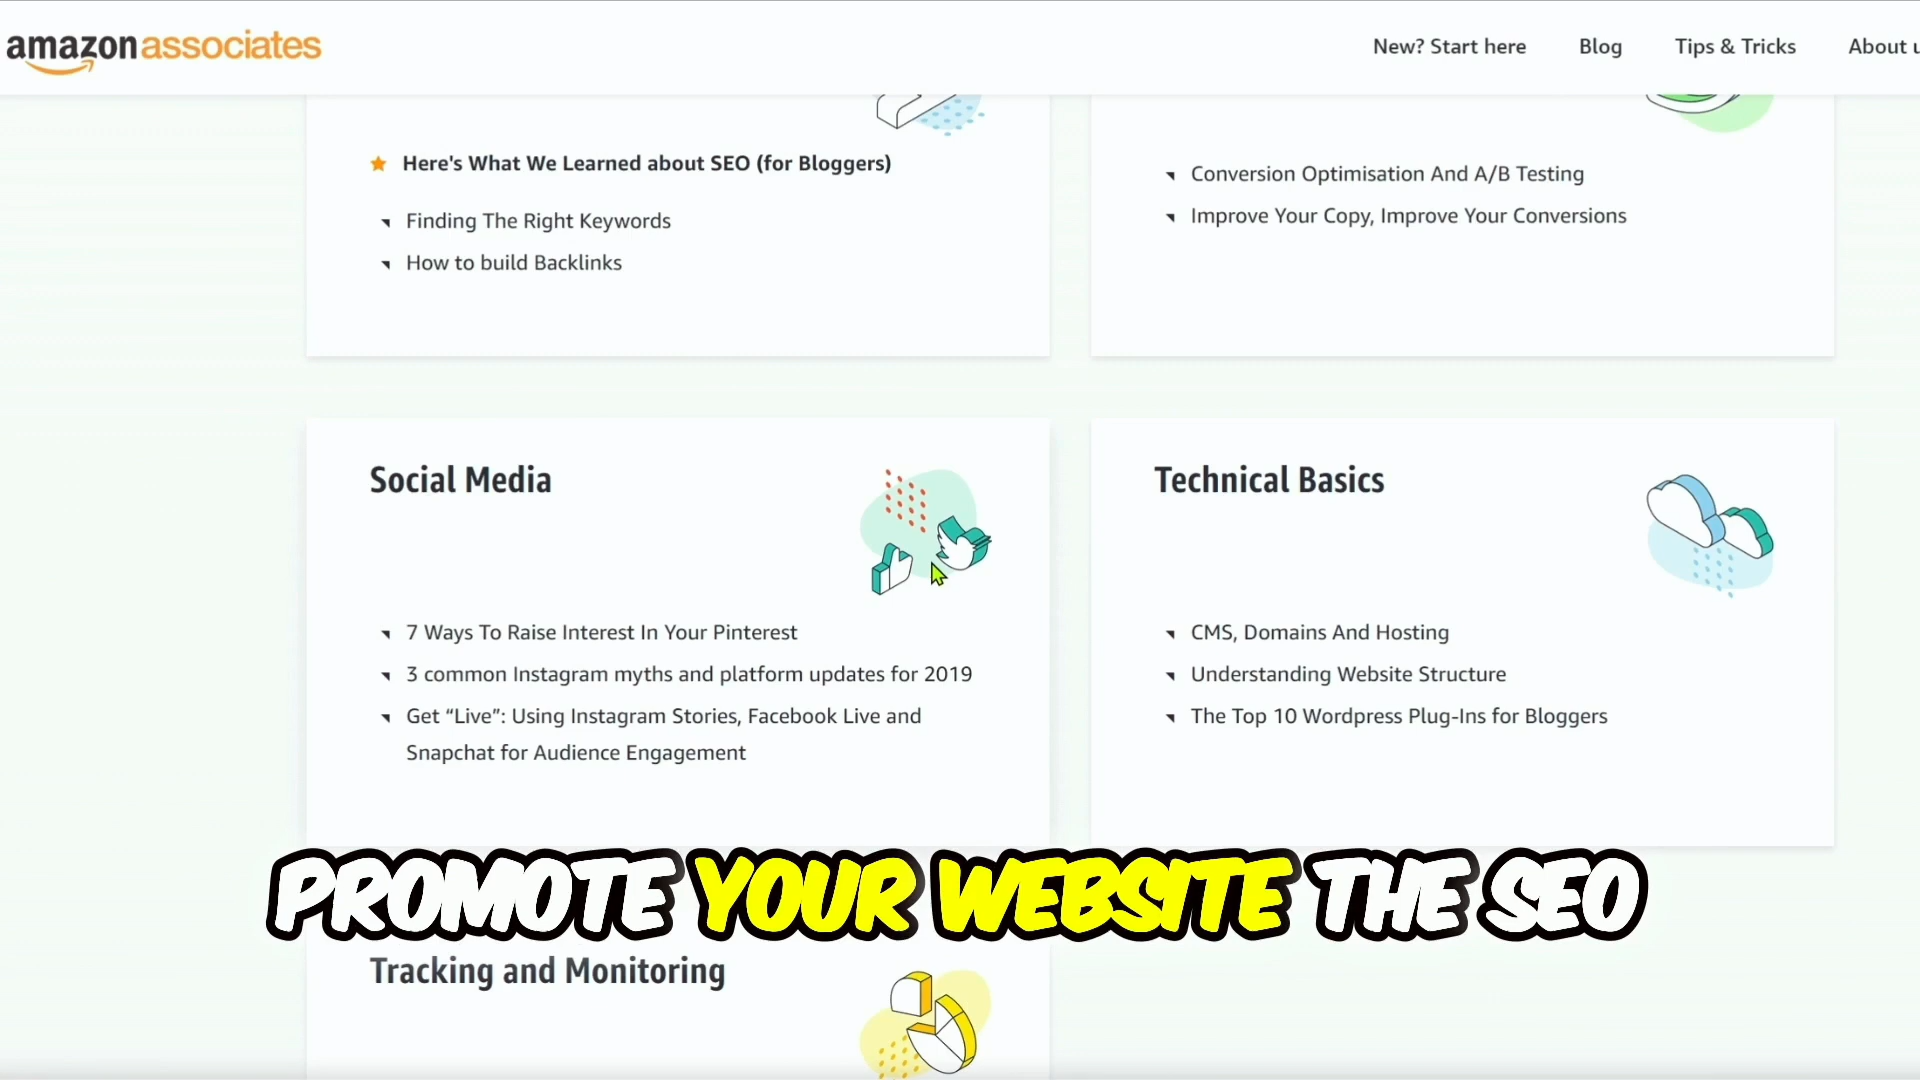 amazon associates
New? Start here
Blog
Tips & Tricks
About u
Here's What We Learned about SEO (for Bloggers)
Finding The Right Keywords
How to build Backlinks
Conversion Optimisation And A/B Testing
Improve Your Copy, Improve Your Conversions
Social Media
7 Ways To Raise Interest In Your Pinterest
3 common Instagram myths and platform updates for 2019
Get “Live”: Using Instagram Stories, Facebook Live and
Snapchat for Audience Engagement
Technical Basics
CMS, Domains And Hosting
Understanding Website Structure
The Top 10 Wordpress Plug-Ins for Bloggers
PROMOTE YOUR WEBSITE THE SEO
Tracking and Monitoring